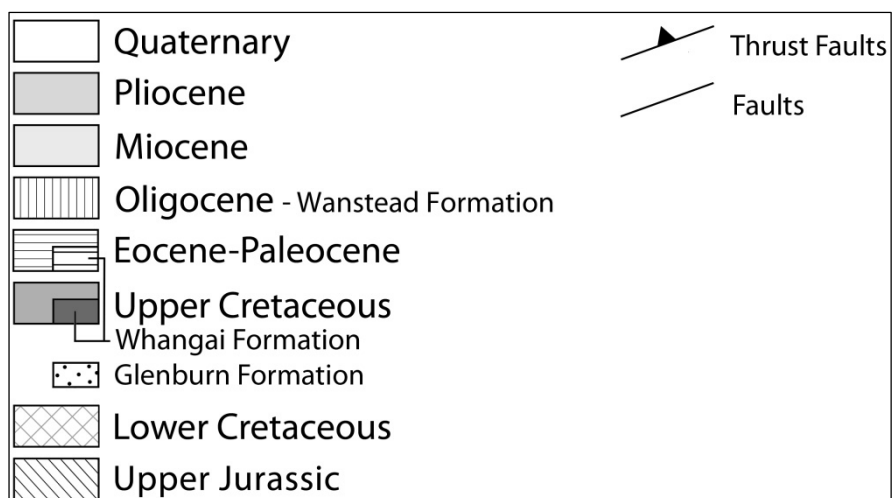 Quaternary
Pliocene
Miocene
Oligocene - Wanstead Formation
Eocene-Paleocene
Upper Cretaceous
Whangai Formation
Glenburn Formation
Lower Cretaceous
Upper Jurassic
Thrust Faults
Faults